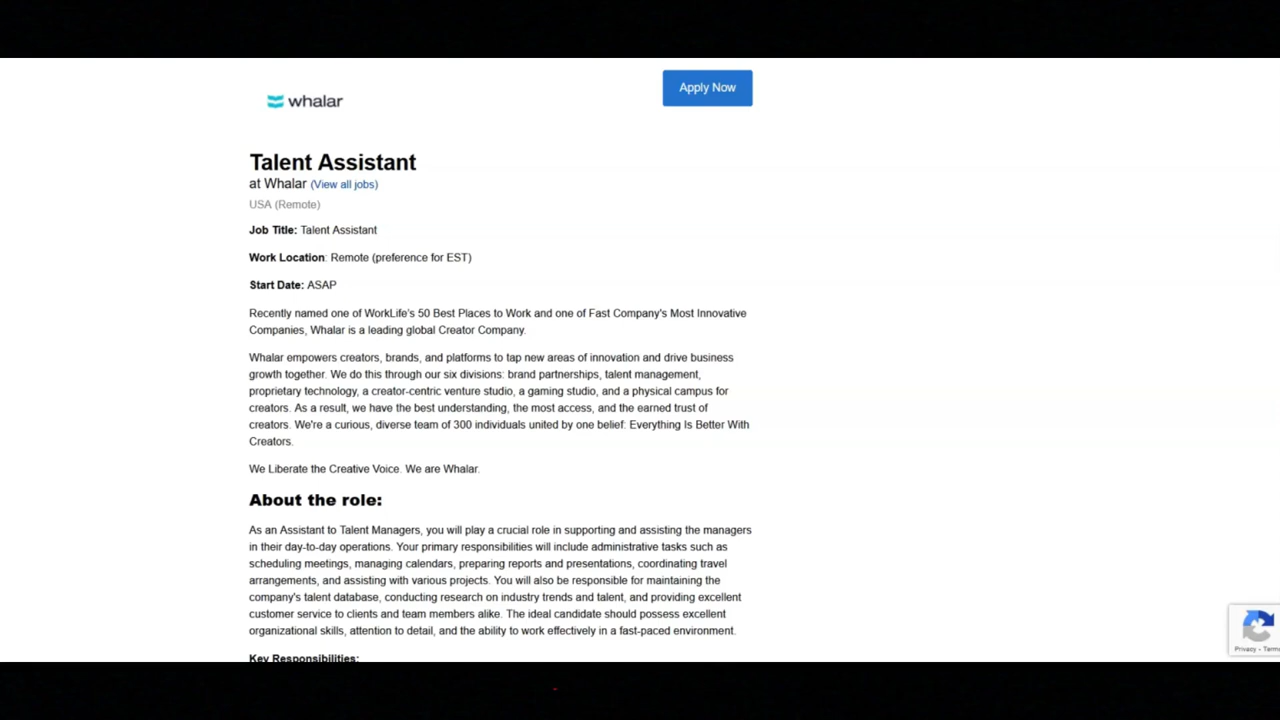 whalar
Apply Now
Talent Assistant
at Whalar (View all jobs)
USA (Remote)
Job Title: Talent Assistant
Work Location: Remote (preference for EST)
Start Date: ASAP
Recently named one of WorkLife's 50 Best Places to Work and one of Fast Company's Most Innovative
Companies, Whalar is a leading global Creator Company.
Whalar empowers creators, brands, and platforms to tap new areas of innovation and drive business
growth together. We do this through our six divisions: brand partnerships, talent management,
proprietary technology, a creator-centric venture studio, a gaming studio, and a physical campus for
creators. As a result, we have the best understanding, the most access, and the earned trust of
creators. We're a curious, diverse team of 300 individuals united by one belief: Everything Is Better With
Creators.
We Liberate the Creative Voice. We are Whalar.
About the role:
As an Assistant to Talent Managers, you will play a crucial role in supporting and assisting the managers
in their day-to-day operations. Your primary responsibilities will include administrative tasks such as
scheduling meetings, managing calendars, preparing reports and presentations, coordinating travel
arrangements, and assisting with various projects. You will also be responsible for maintaining the
company's talent database, conducting research on industry trends and talent, and providing excellent
customer service to clients and team members alike. The ideal candidate should possess excellent
organizational skills, attention to detail, and the ability to work effectively in a fast-paced environment.
Key Responsibilities:
Privacy - Terms